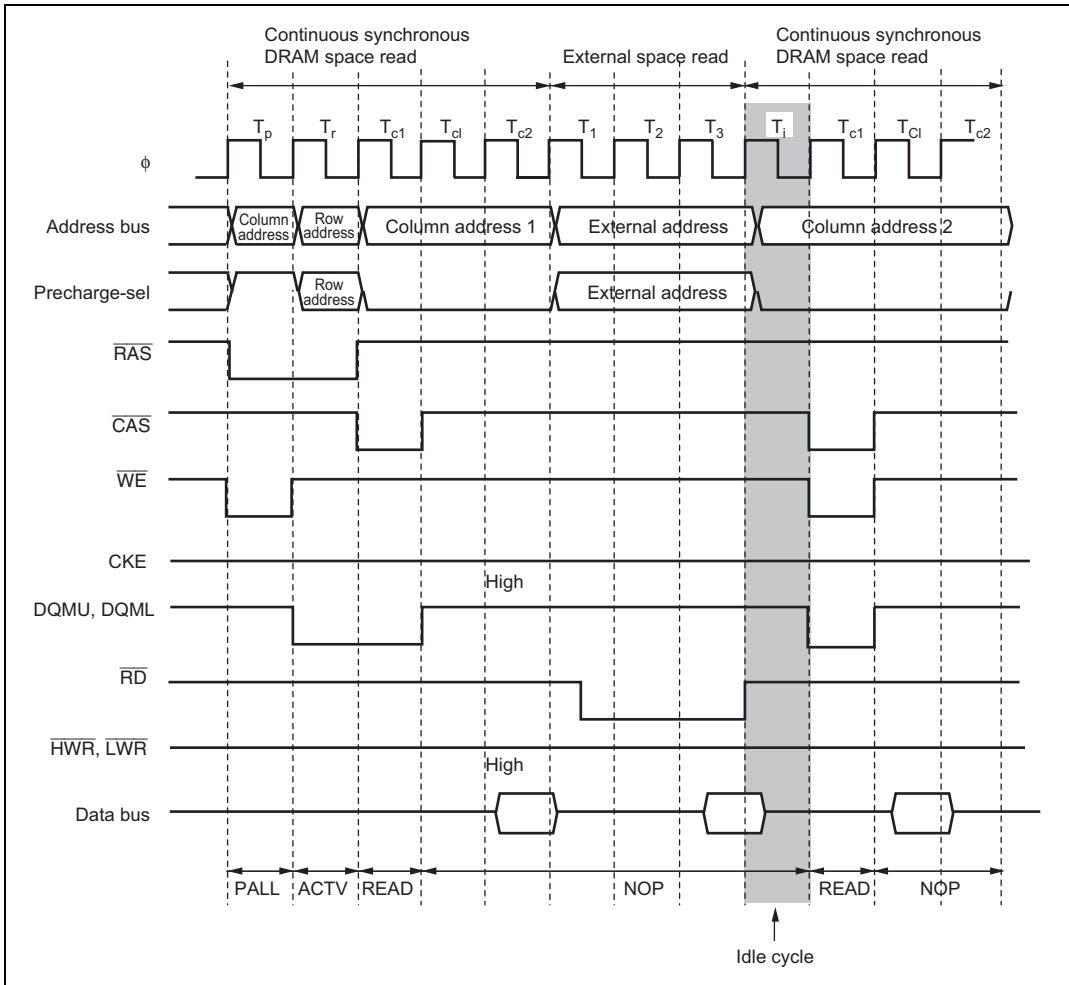 Continuous synchronous
DRAM space read
External space read
Continuous synchronous
DRAM space read
Tp Tr Tc1 Tcl Tc2 T1 T2 T3 Ti Tc1 TCl Tc2
ϕ
Address bus
Column
address
Row
address
Column address 1
External address
Column address 2
Precharge-sel
Row
address
External address
RAS
CAS
WE
CKE
High
DQMU, DQML
RD
HWR, LWR
High
Data bus
PALL ACTV READ NOP READ NOP
Idle cycle